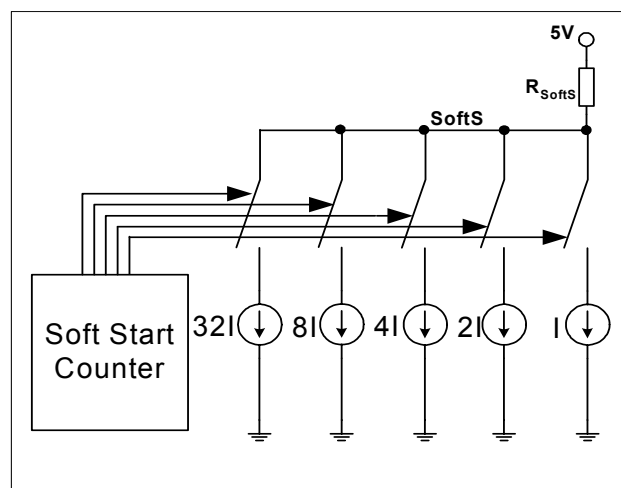 5V
RSoftS
SoftS
32I 8I 4I 2I I
Soft Start
Counter